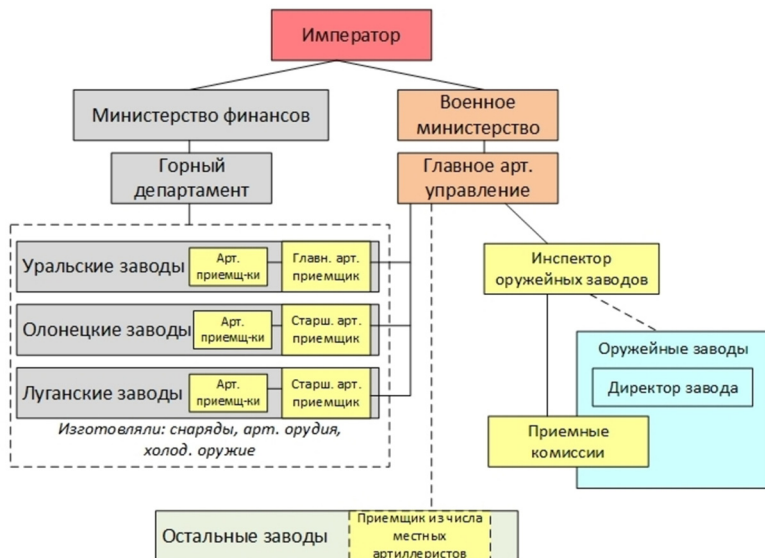 Император
Министерство финансов
Военное
министерство
Горный
департамент
Главное арт.
управление
Уральские заводы
Арт.
приемщ-ки
Главн. арт.
приемщик
Инспектор
оружейных заводов
Олонецкие заводы
Арт.
приемщ-ки
Старш. арт.
приемщик
Оружейные заводы
Директор завода
Луганские заводы
Арт.
приемщ-ки
Старш. арт.
приемщик
Изготовляли: снаряды, арт. орудия,
холод. оружие
Приемные
комиссии
Остальные заводы
Приемщик из числа
местных
артиллеристов